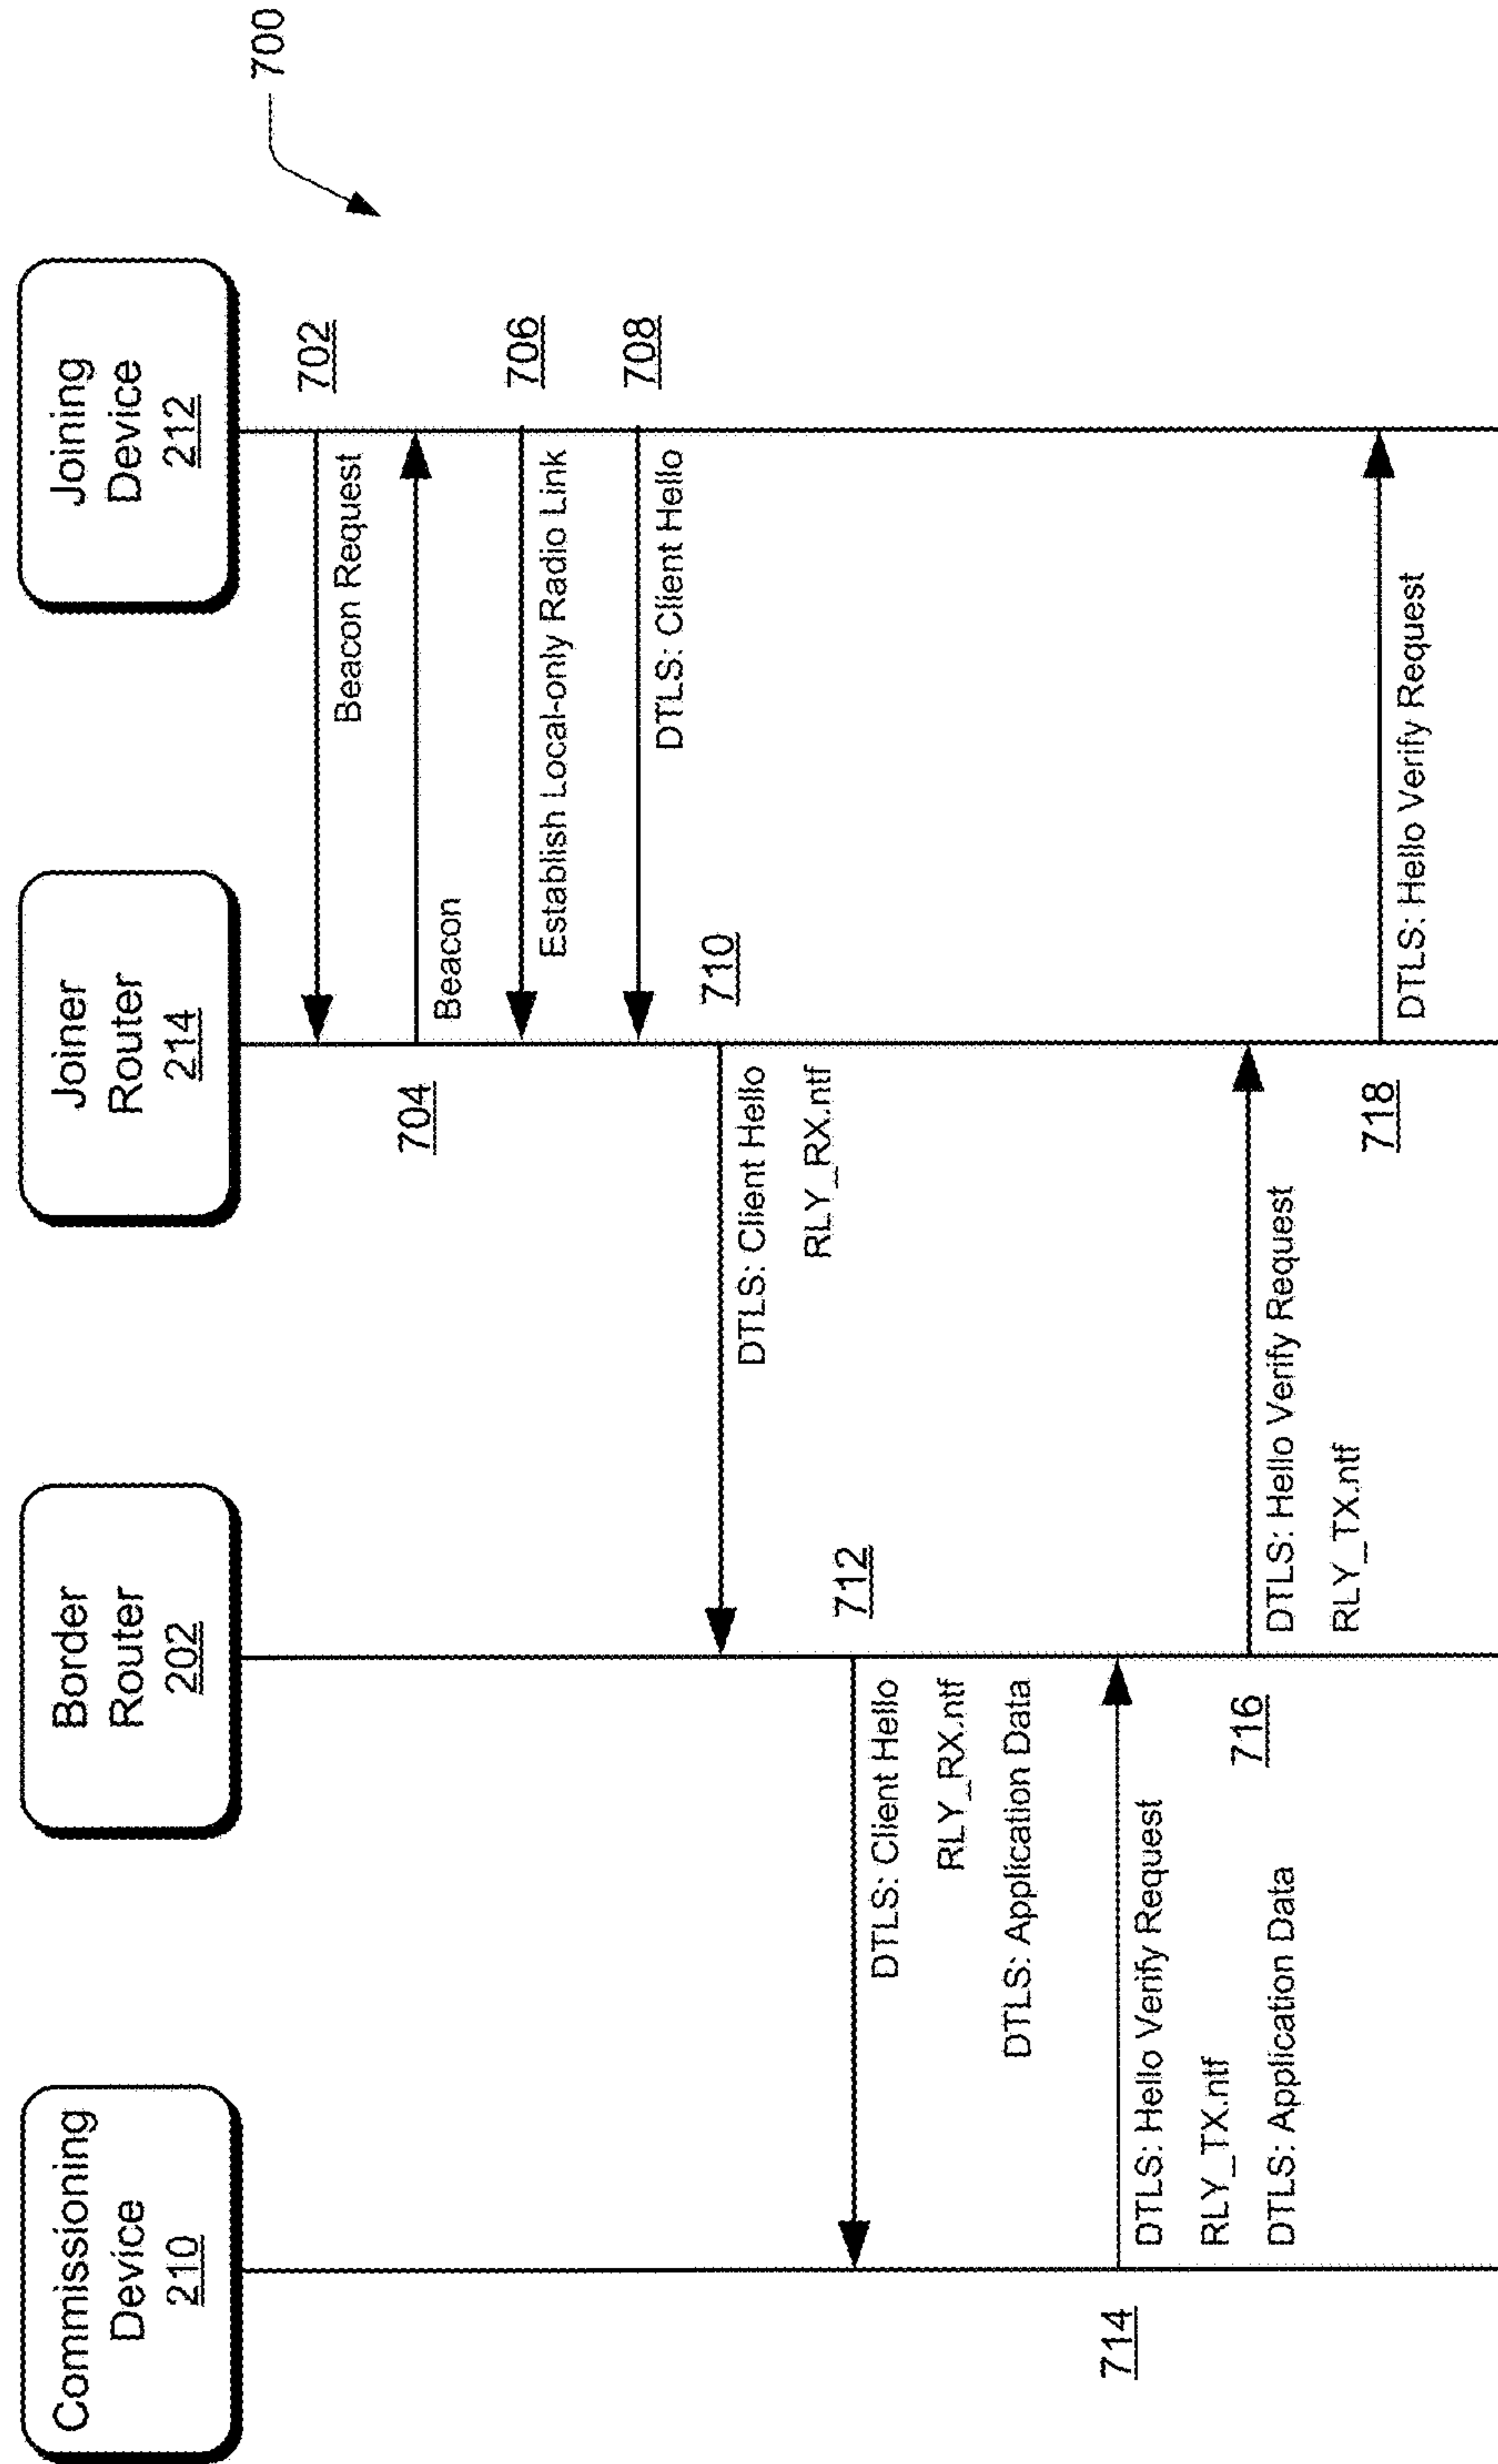 700
Commissioning
Device
210
Border
Router
202
Joiner
Router
214
Joining
Device
212
702
Beacon Request
704
Beacon
706
Establish Local-only Radio Link
708
DTLS: Client Hello
710
DTLS: Client Hello
RLY_RX.ntf
712
DTLS: Client Hello
RLY_RX.ntf
DTLS: Application Data
714
DTLS: Hello Verify Request
RLY_TX.ntf
DTLS: Application Data
716
DTLS: Hello Verify Request
RLY_TX.ntf
718
DTLS: Hello Verify Request